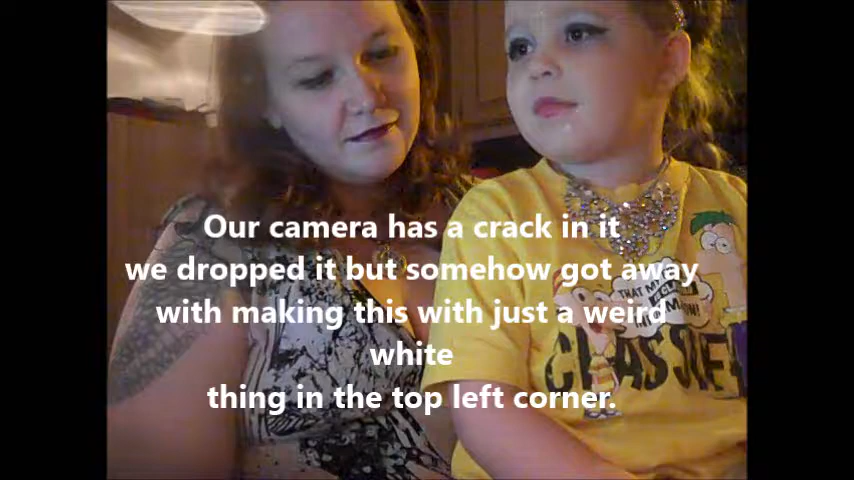 Our camera has a crack in it
we dropped it but somehow got away
with making this with just a weird
white
thing in the top left corner.
THAT